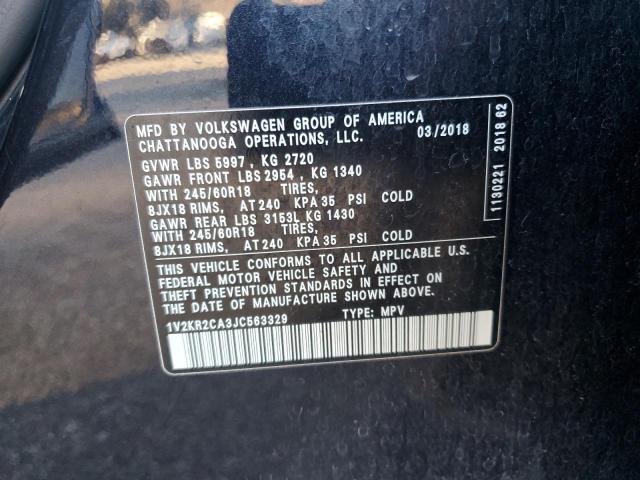 MFD BY VOLKSWAGEN GROUP OF AMERICA
CHATTANOOGA OPERATIONS, LLC. 03/2018
GVWR LBS 5997 , KG 2720
GAWR FRONT LBS 2954 , KG 1340
WITH 245/60R18 TIRES,
8JX18 RIMS, AT 240 KPA 35 PSI COLD
GAWR REAR LBS 3153L KG 1430
WITH 245/60R18 TIRES,
8JX18 RIMS, AT 240 KPA 35 PSI COLD
THIS VEHICLE CONFORMS TO ALL APPLICABLE U.S.
FEDERAL MOTOR VEHICLE SAFETY AND
THEFT PREVENTION STANDARDS IN EFFECT ON
THE DATE OF MANUFACTURE SHOWN ABOVE.
1V2KR2CA3JC563329 TYPE: MPV
1130221 2018 62